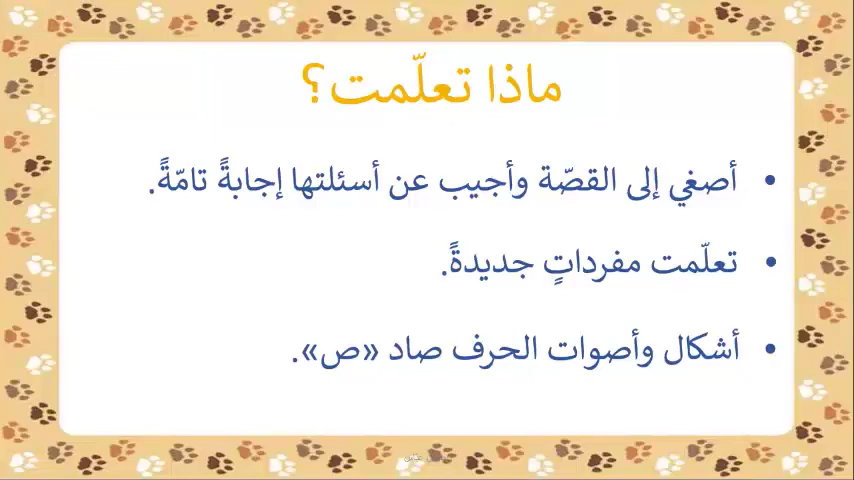 ماذا تعلّمت؟
• أصغي إلى القصّة وأجيب عن أسئلتها إجابةً تامّةً.
• تعلّمت مفرداتٍ جديدةً.
• أشكال وأصوات الحرف صاد «ص».